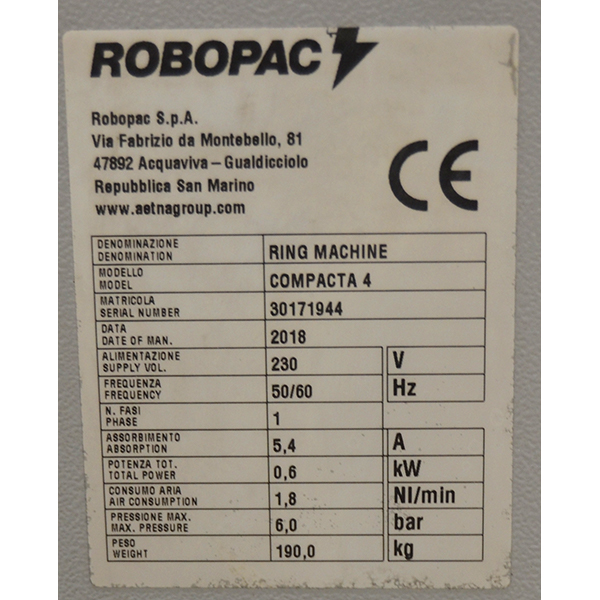 ROBOPAC
Robopac S.p.A.
Via Fabrizio da Montebello, 81
47892 Acquaviva – Gualdicciolo
Repubblica San Marino
www.aetnagroup.com
CE
DENOMINAZIONE
DENOMINATION
RING MACHINE
MODELLO
MODEL
COMPACTA 4
MATRICOLA
SERIAL NUMBER
30171944
DATA
DATE OF MAN.
2018
ALIMENTAZIONE
SUPPLY VOL.
230 V
FREQUENZA
FREQUENCY
50/60 Hz
N. FASI
PHASE
1
ASSORBIMENTO
ABSORPTION
5,4 A
POTENZA TOT.
TOTAL POWER
0,6 kW
CONSUMO ARIA
AIR CONSUMPTION
1,8 Nl/min
PRESSIONE MAX.
MAX. PRESSURE
6,0 bar
PESO
WEIGHT
190,0 kg